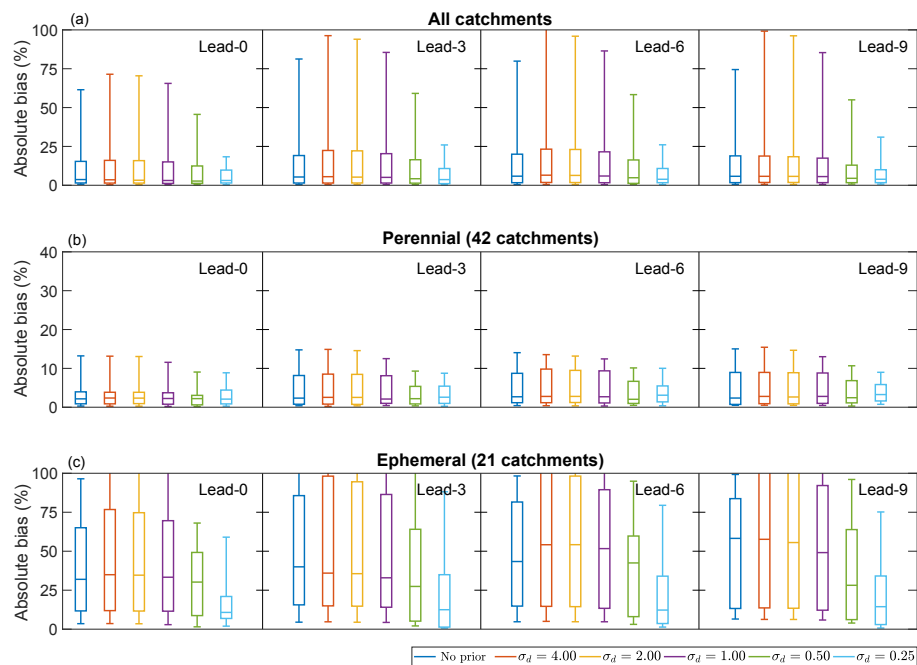 (a) All catchments
Absolute bias (%)
100
75
50
25
0
Lead-0 Lead-3 Lead-6 Lead-9
(b) Perennial (42 catchments)
Absolute bias (%)
40
30
20
10
0
Lead-0 Lead-3 Lead-6 Lead-9
(c) Ephemeral (21 catchments)
Absolute bias (%)
100
75
50
25
0
Lead-0 Lead-3 Lead-6 Lead-9
No prior σd = 4.00 σd = 2.00 σd = 1.00 σd = 0.50 σd = 0.25